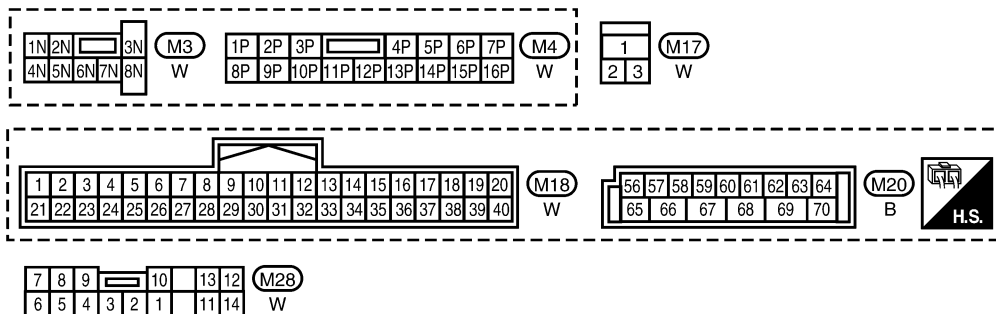 1N 2N 3N M3
4N 5N 6N 7N 8N W
1P 2P 3P 4P 5P 6P 7P M4
8P 9P 10P 11P 12P 13P 14P 15P 16P W
1 M17
2 3 W
1 2 3 4 5 6 7 8 9 10 11 12 13 14 15 16 17 18 19 20 M18
21 22 23 24 25 26 27 28 29 30 31 32 33 34 35 36 37 38 39 40 W
56 57 58 59 60 61 62 63 64 M20
65 66 67 68 69 70 B
H.S.
7 8 9 10 13 12 M28
6 5 4 3 2 1 11 14 W